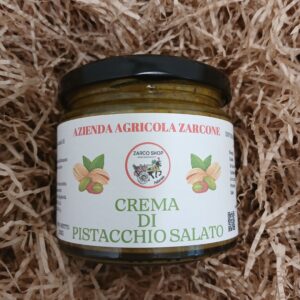 AZIENDA AGRICOLA ZARCONE
ZARCO SHOP
CREMA
DI
PISTACCHIO SALATO